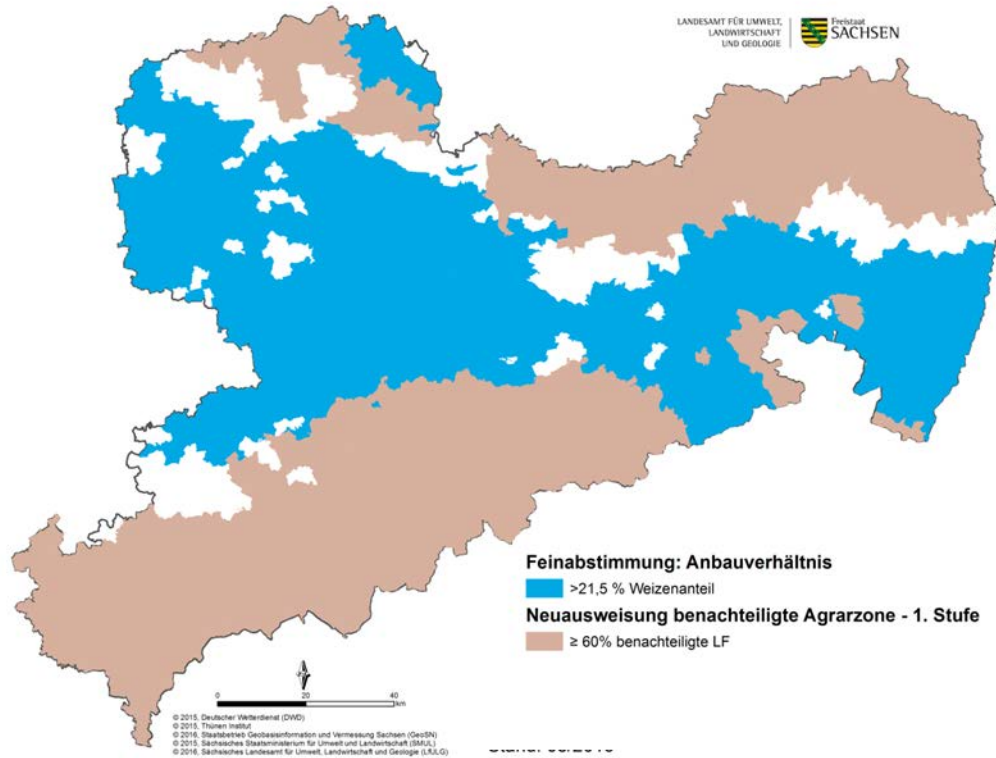 LANDESAMT FÜR UMWELT,
LANDWIRTSCHAFT
UND GEOLOGIE
Freistaat
SACHSEN
Feinabstimmung: Anbauverhältnis
>21,5 % Weizenanteil
Neuausweisung benachteiligte Agrarzone - 1. Stufe
≥ 60% benachteiligte LF
0 20 40
km
© 2015, Deutscher Wetterdienst (DWD)
© 2015, Thünen Institut
© 2016, Staatsbetrieb Geobasisinformation und Vermessung Sachsen (GeoSN)
© 2015, Sächsisches Staatsministerium für Umwelt und Landwirtschaft (SMUL)
© 2016, Sächsisches Landesamt für Umwelt, Landwirtschaft und Geologie (LfULG)